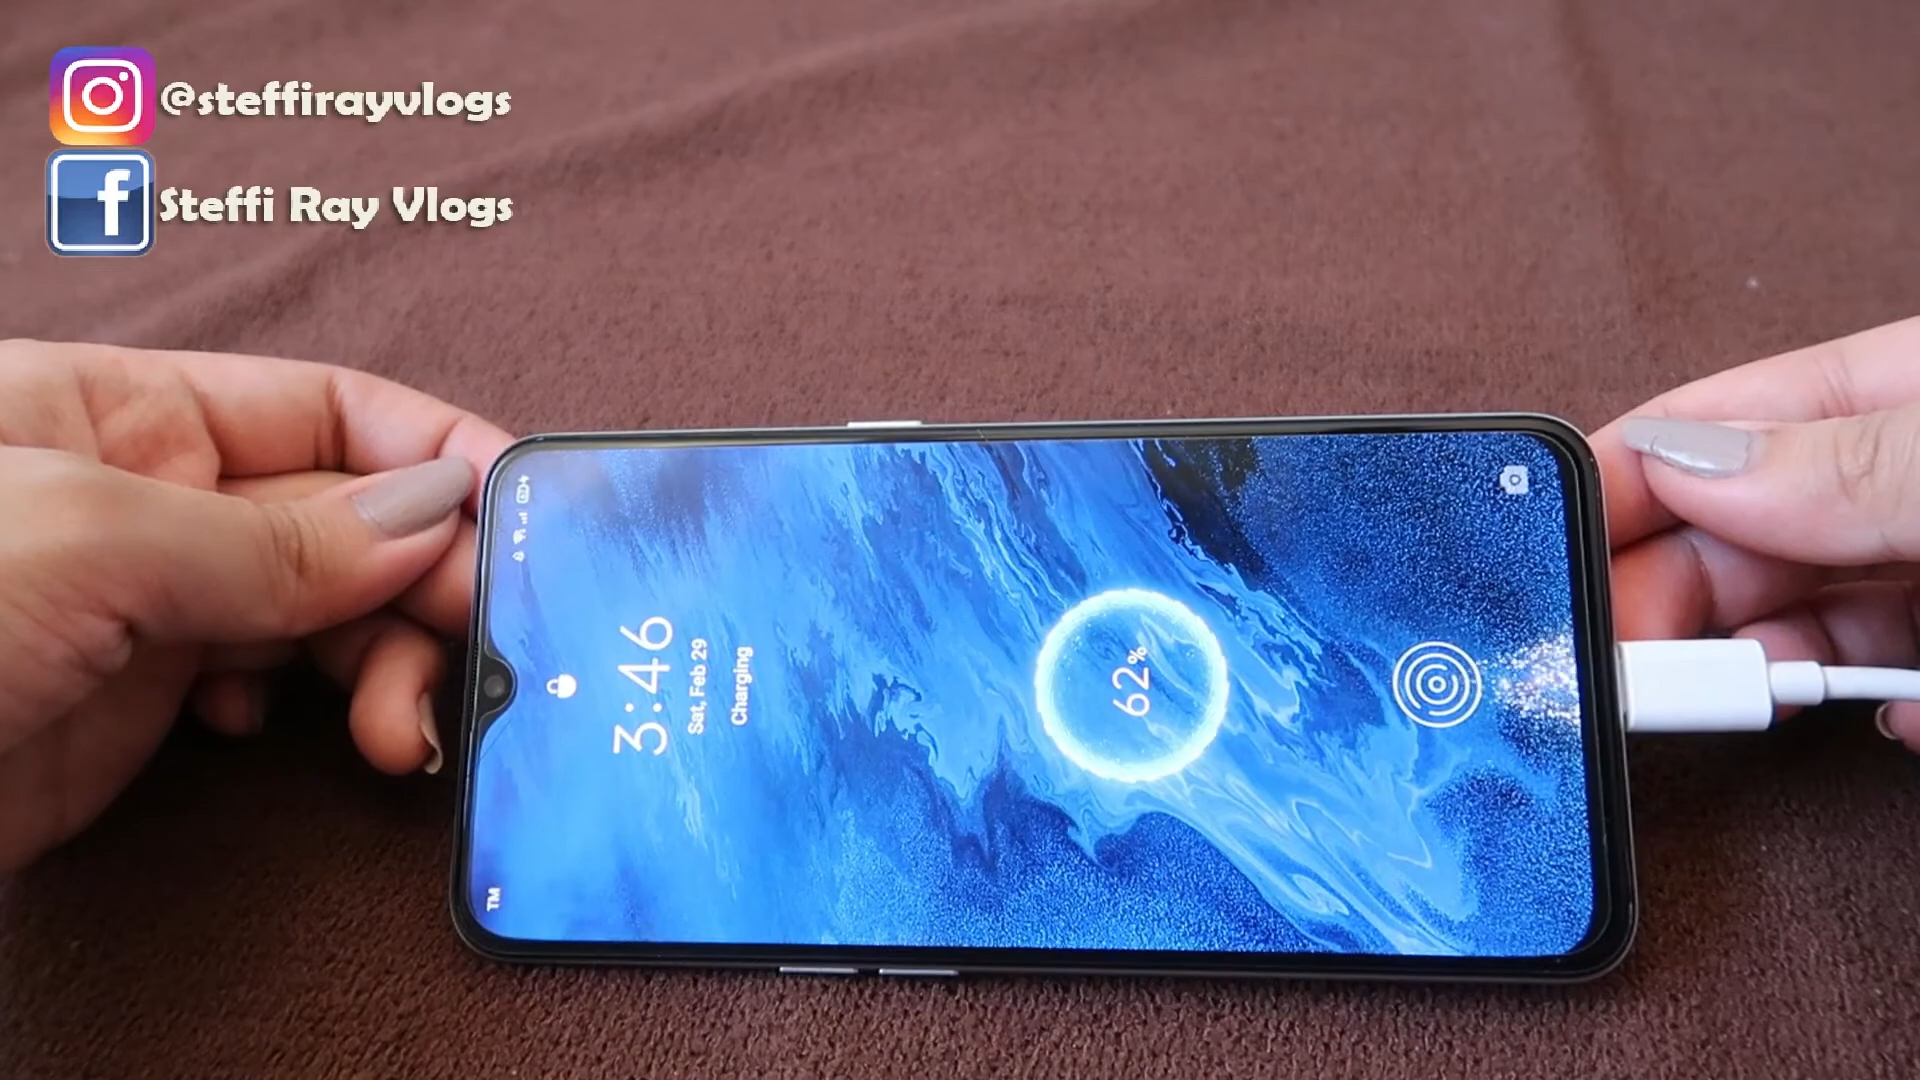 @steffirayvlogs
Steffi Ray Vlogs
3:46
Sat, Feb 29
Charging
62%
TM